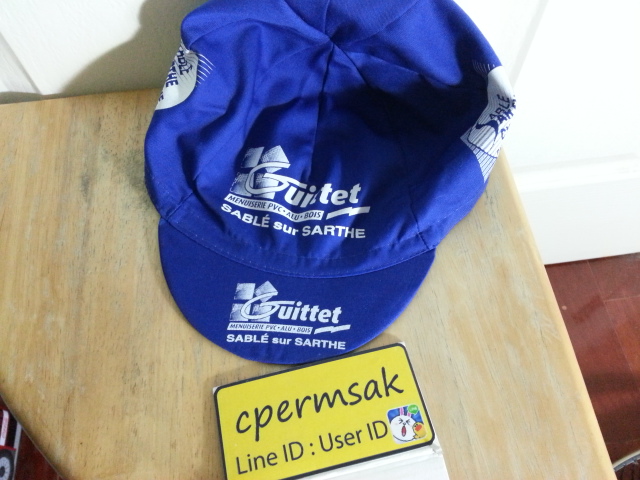 Guittet
MENUISERIE PVC • ALU • BOIS
SABLÉ sur SARTHE
Guittet
MENUISERIE PVC • ALU • BOIS
SABLÉ sur SARTHE
cpermsak
Line ID : User ID
SABLÉ